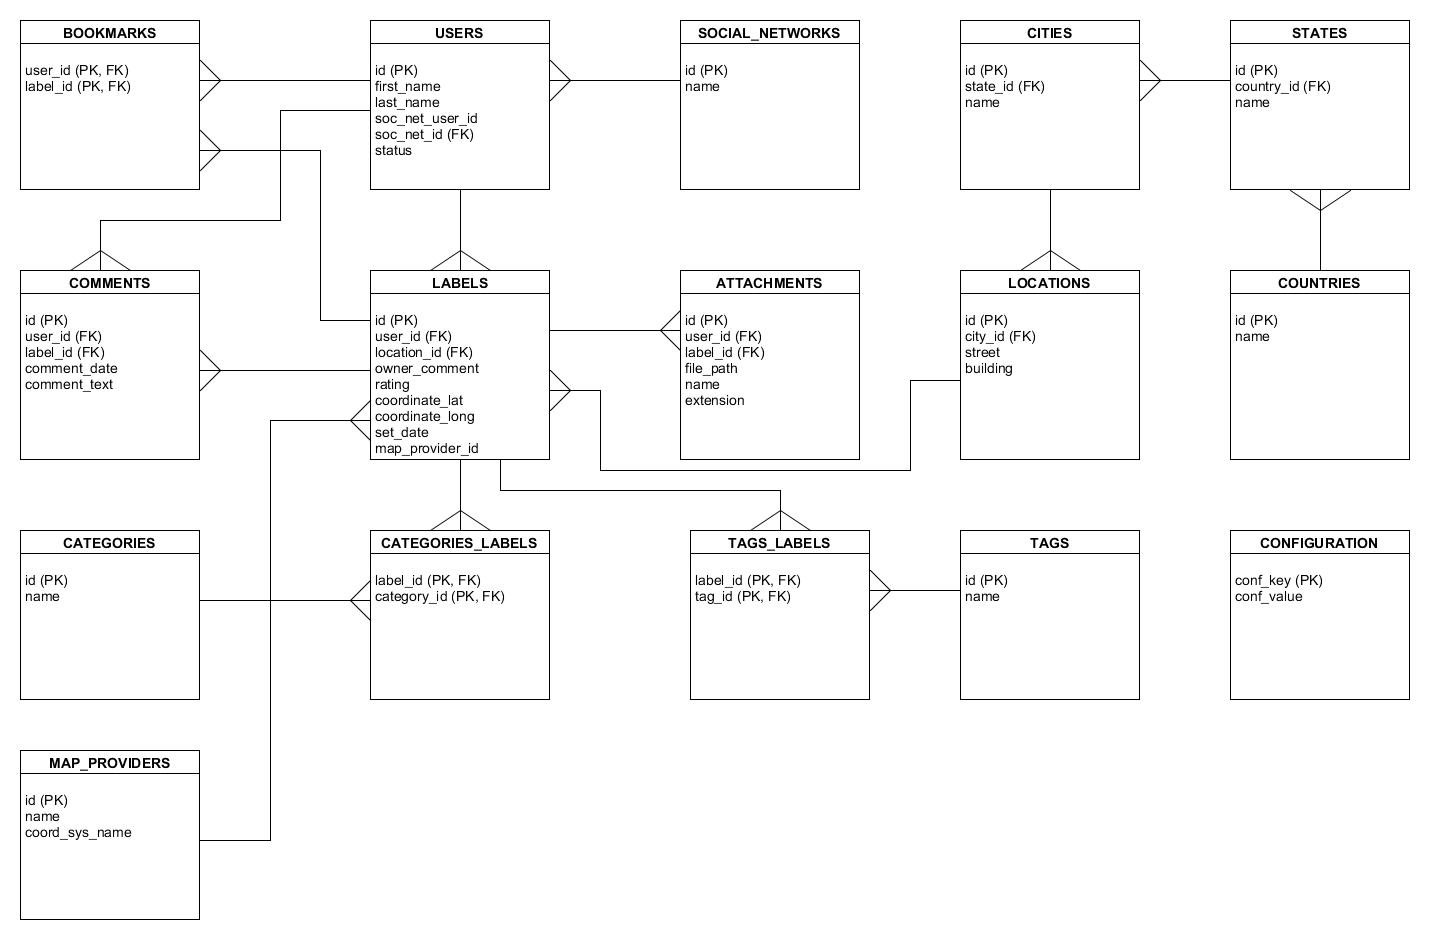 BOOKMARKS
user_id (PK, FK)
label_id (PK, FK)
USERS
id (PK)
first_name
last_name
soc_net_user_id
soc_net_id (FK)
status
SOCIAL_NETWORKS
id (PK)
name
CITIES
id (PK)
state_id (FK)
name
STATES
id (PK)
country_id (FK)
name
COMMENTS
id (PK)
user_id (FK)
label_id (FK)
comment_date
comment_text
LABELS
id (PK)
user_id (FK)
location_id (FK)
owner_comment
rating
coordinate_lat
coordinate_long
set_date
map_provider_id
ATTACHMENTS
id (PK)
user_id (FK)
label_id (FK)
file_path
name
extension
LOCATIONS
id (PK)
city_id (FK)
street
building
COUNTRIES
id (PK)
name
CATEGORIES
id (PK)
name
CATEGORIES_LABELS
label_id (PK, FK)
category_id (PK, FK)
TAGS_LABELS
label_id (PK, FK)
tag_id (PK, FK)
TAGS
id (PK)
name
CONFIGURATION
conf_key (PK)
conf_value
MAP_PROVIDERS
id (PK)
name
coord_sys_name